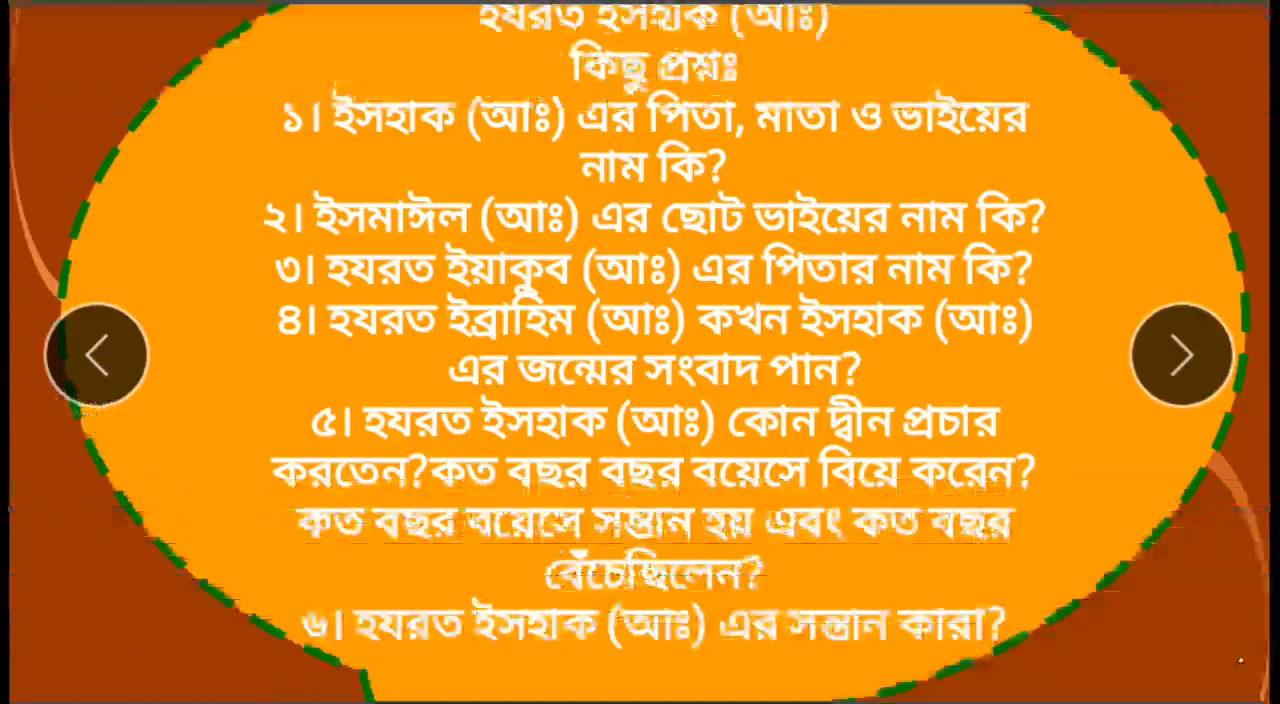 হযরত ইসহাক (আঃ)
কিছু প্রশ্নঃ
১। ইসহাক (আঃ) এর পিতা, মাতা ও ভাইয়ের
নাম কি?
২। ইসমাঈল (আঃ) এর ছোট ভাইয়ের নাম কি?
৩। হযরত ইয়াকুব (আঃ) এর পিতার নাম কি?
৪। হযরত ইব্রাহিম (আঃ) কখন ইসহাক (আঃ)
এর জন্মের সংবাদ পান?
৫। হযরত ইসহাক (আঃ) কোন দ্বীন প্রচার
করতেন?কত বছর বছর বয়েসে বিয়ে করেন?
কত বছর বয়েসে সন্তান হয় এবং কত বছর
বেঁচেছিলেন?
৬। হযরত ইসহাক (আঃ) এর সন্তান কারা?